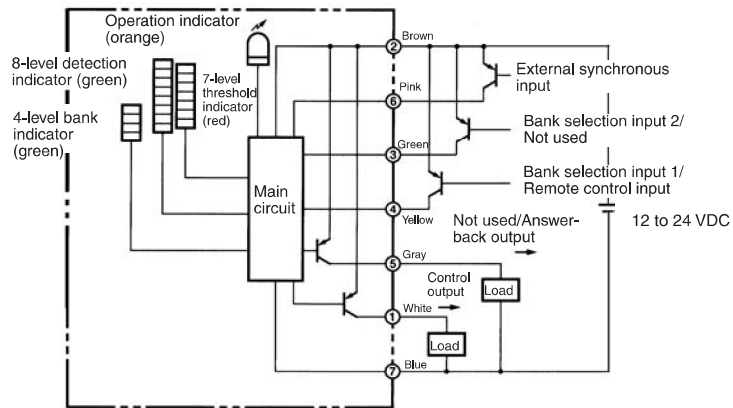 Operation indicator
(orange)
8-level detection
indicator (green)
4-level bank
indicator
(green)
7-level
threshold
indicator
(red)
Main
circuit
2
Brown
6
Pink
3
Green
4
Yellow
5
Gray
1
White
7
Blue
External synchronous
input
Bank selection input 2/
Not used
Bank selection input 1/
Remote control input
12 to 24 VDC
Not used/Answer-
back output
Control
output
Load
Load